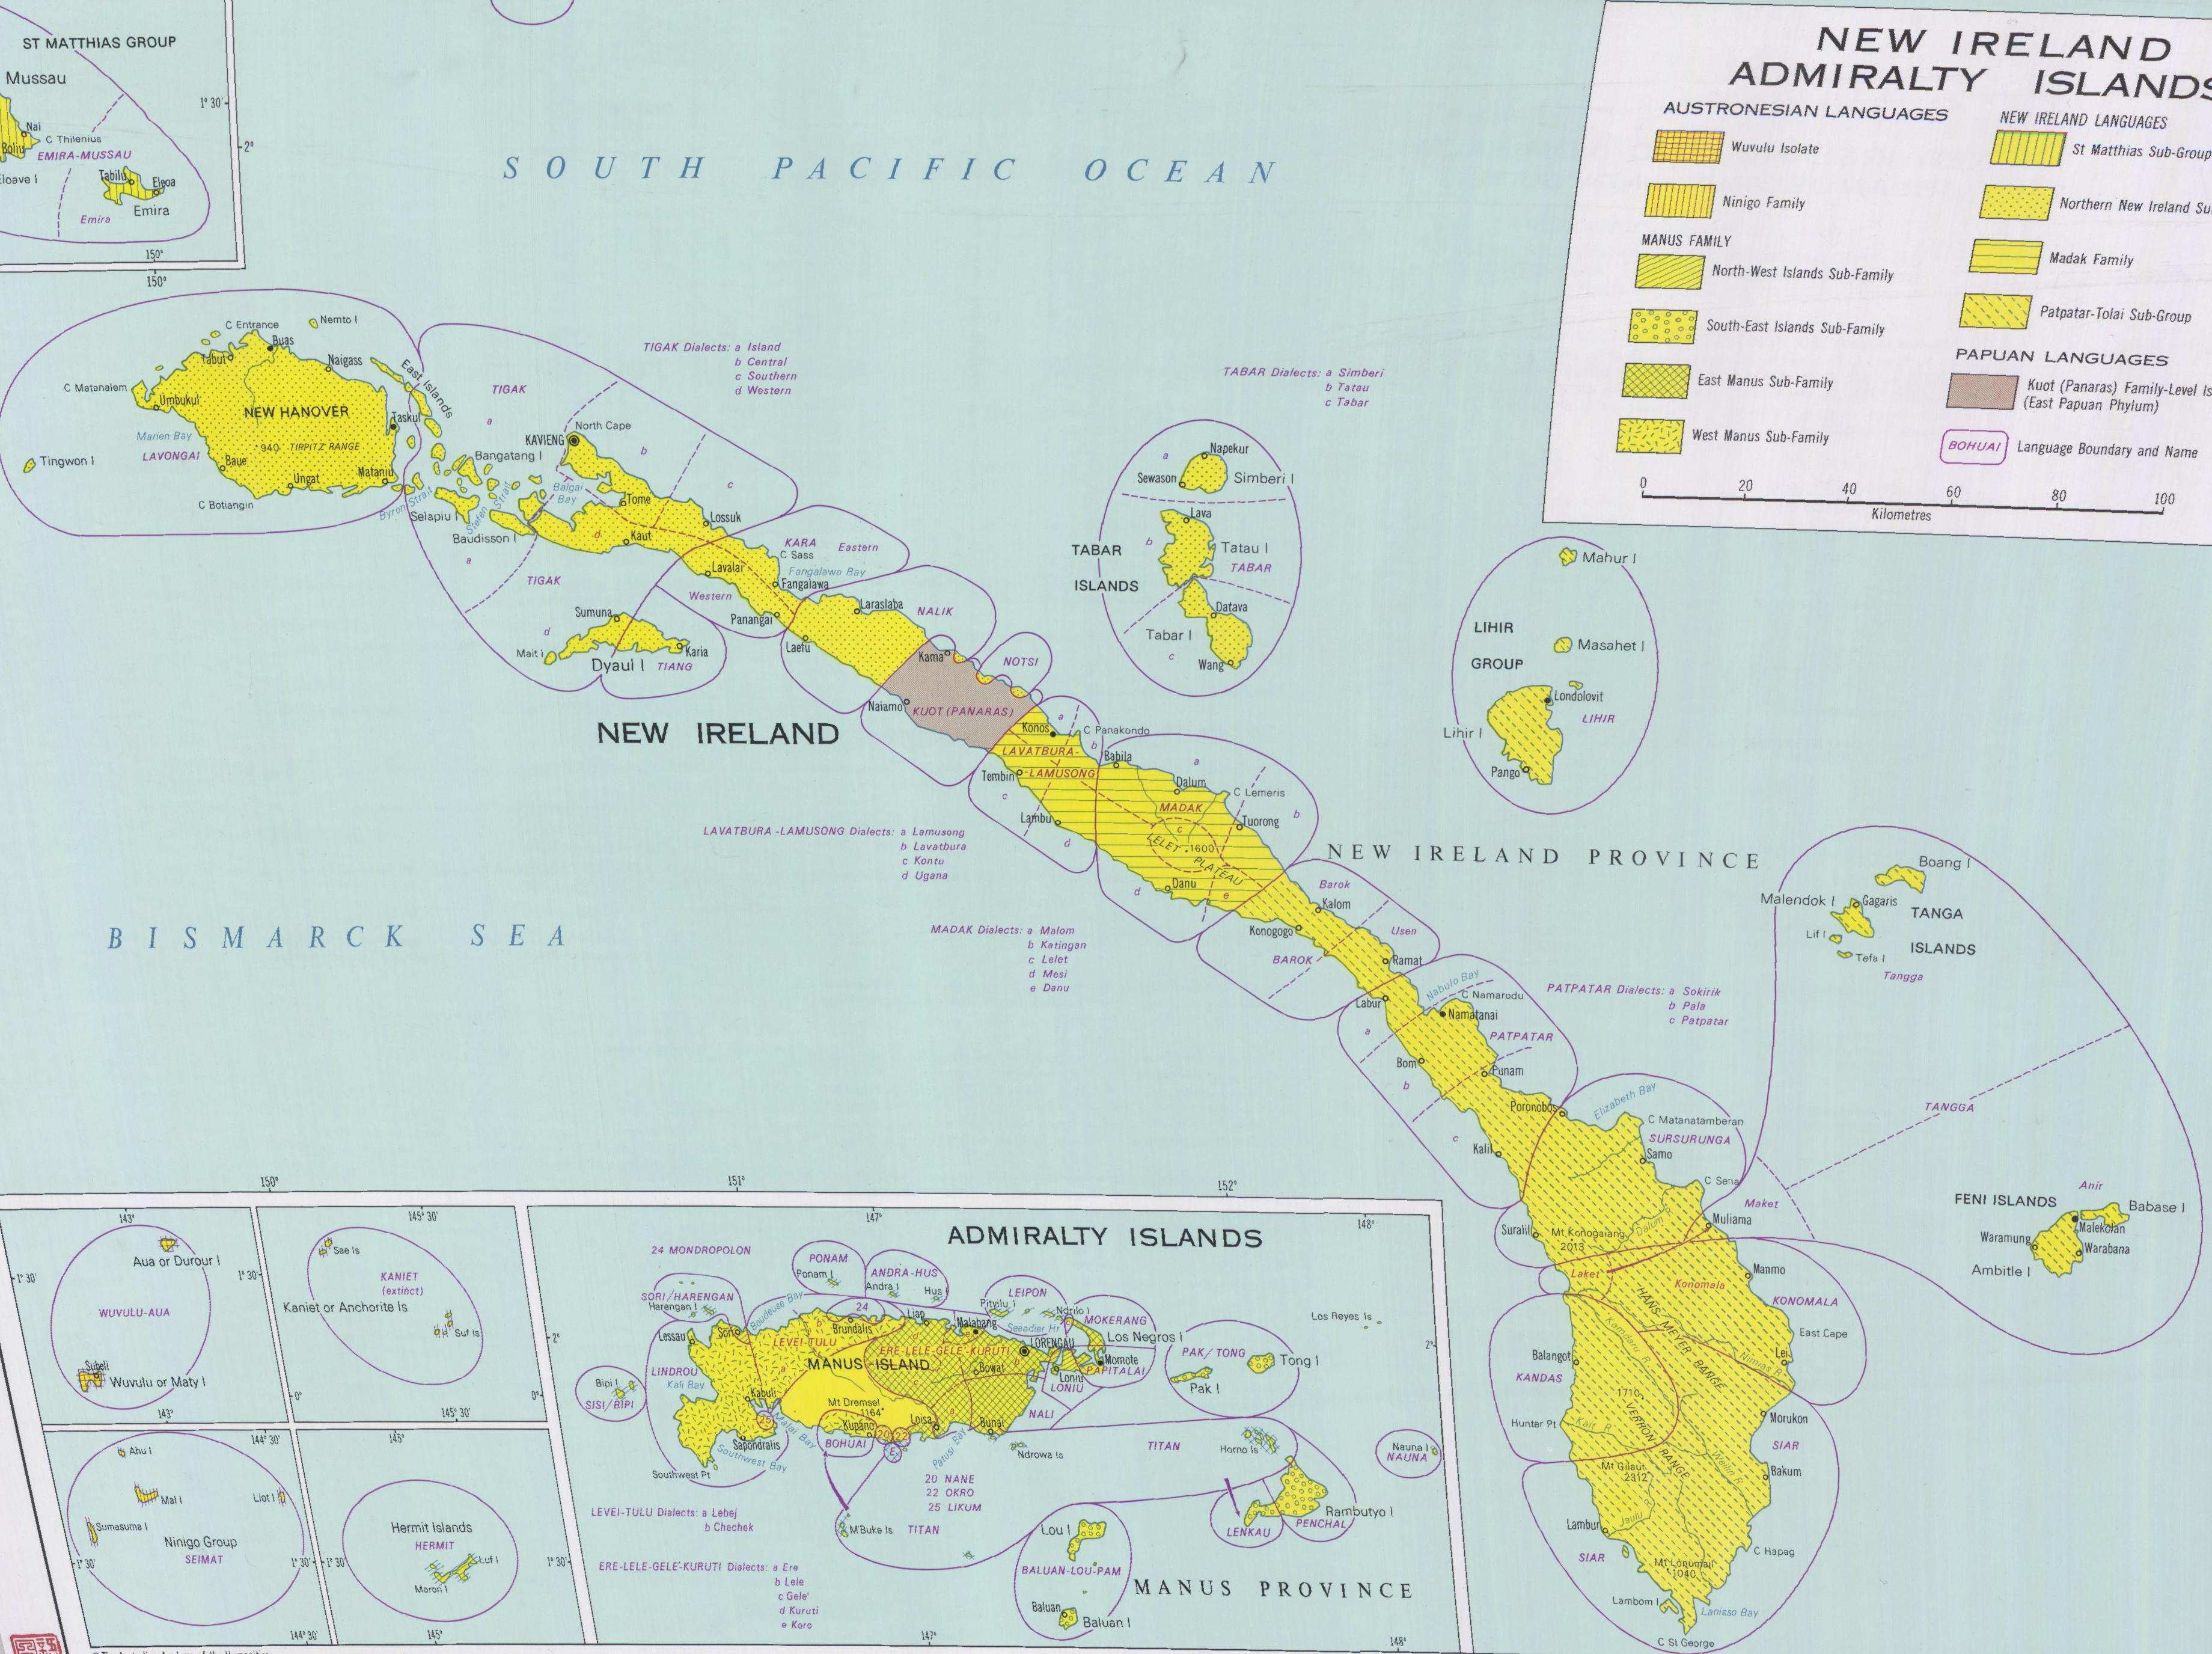 NEW IRELAND
ADMIRALTY ISLANDS
AUSTRONESIAN LANGUAGES
Wuvulu Isolate
Ninigo Family
MANUS FAMILY
North-West Islands Sub-Family
South-East Islands Sub-Family
East Manus Sub-Family
West Manus Sub-Family
NEW IRELAND LANGUAGES
St Matthias Sub-Group
Northern New Ireland Su
Madak Family
Patpatar-Tolai Sub-Group
PAPUAN LANGUAGES
Kuot (Panaras) Family-Level Is
(East Papuan Phylum)
BOHUAI Language Boundary and Name
0 20 40 60 80 100
Kilometres
ST MATTHIAS GROUP
Mussau
1° 30'
Nai
C Thilenius
Boliu
EMIRA-MUSSAU
2°
Eloave I
Tabilu
Eloa
Emira
Emira
150°
150°
SOUTH PACIFIC OCEAN
C Entrance
Nemto I
Buas
Tabut
Naigass
East Islands
C Matanalem
Umbukul
NEW HANOVER
Taskul
Marien Bay
940 TIRPITZ RANGE
LAVONGAI
Tingwon I
Baue
Ungat
Mataniu
C Botiangin
Byron Strait
TIGAK Dialects: a Island
b Central
c Southern
d Western
TIGAK
a
KAVIENG
North Cape
b
Bangatang I
c
Balgai
Bay
Selapiu I
Steffen Strait
Tome
Baudisson I
d
Kaut
Lossuk
a
TIGAK
KARA
Eastern
C Sass
Fangalawa Bay
Lavalar
Fangalawa
Western
Panangai
Laraslaba
NALIK
Laefu
Sumuna
d
Mait I
Dyaul I
TIANG
Karia
Kama
NOTSI
Naiamo
KUOT (PANARAS)
NEW IRELAND
TABAR Dialects: a Simberi
b Tatau
c Tabar
a
Napekur
Sewason
Simberi I
Lava
b
TABAR
ISLANDS
Tatau I
TABAR
Datava
Tabar I
c
Wang
Mahur I
LIHIR
GROUP
Masahet I
Londolovit
LIHIR
Lihir I
Pango
a
Konos
C Panakondo
b
LAVATBURA-
LAMUSONG
Tembin
c
Babila
a
Dalum
C Lemeris
MADAK
Lambu
c
Tuorong
b
d
LELET
1600
PLATEAU
Danu
d
e
LAVATBURA-LAMUSONG Dialects: a Lamusong
b Lavatbura
c Kontu
d Ugana
MADAK Dialects: a Malom
b Katingan
c Lelet
d Mesi
e Danu
NEW IRELAND PROVINCE
BISMARCK SEA
Barok
Kalom
Konogogo
Usen
BAROK
Ramat
Nabulo Bay
C Namarodu
Labur
Namatanai
a
PATPATAR
Bom
Punam
b
PATPATAR Dialects: a Sokirik
b Pala
c Patpatar
Poronobos
Elizabeth Bay
C Matanatamberan
SURSURUNGA
c
Kalil
Samo
C Sena
Maket
Suralil
Mt Konogaiang
2013
Dalum R
Muliama
Laket
Konomala
Manmo
KONOMALA
HANS
MEYER RANGE
East Cape
Kamdaru R
Balangot
Nimas R
Lei
KANDAS
1710
Hunter Pt
Kait R
VERRON RANGE
Morukon
SIAR
Mt Gilaut
2312
Weilin R
Bakum
Lambur
Jaulu R
SIAR
C Hapag
Mt Lonumail
1040
Lambom I
Lanisso Bay
C St George
Boang I
Malendok I
Gagaris
TANGA
ISLANDS
Lif I
Tefa I
Tangga
TANGGA
FENI ISLANDS
Anir
Babase I
Malekolan
Waramung
Warabana
Ambitle I
150°
151°
152°
143°
Aua or Durour I
1° 30'
WUVULU-AUA
Subeli
Wuvulu or Maty I
143°
145° 30'
Sae Is
1° 30'
KANIET
(extinct)
Kaniet or Anchorite Is
Suf Is
0°
0°
145° 30'
144° 30'
Ahu I
Mal I
Liot I
Sumasuma I
Ninigo Group
SEIMAT
1° 30'
1° 30'
144° 30'
145°
Hermit Islands
HERMIT
Luf I
Maron I
1° 30'
1° 30'
145°
ADMIRALTY ISLANDS
147°
148°
2°
2°
24 MONDROPOLON
PONAM
Ponam I
ANDRA-HUS
Andra I
Hus I
SORI/HARENGAN
Harengan I
Boudeuse Bay
24
LEIPON
Pityilu I
Ndrilo I
MOKERANG
Seeadler Hr
Los Negros I
Los Reyes Is
Lessau
Sori
Brundalis
Liap
Malabang
LORENGAU
LEVEI-TULU
ERE-LELE-GELE-KURUTI
MANUS ISLAND
Bowat
Momote
PAPITALAI
Loniu
LONIU
LINDROU
Kali Bay
Bipi I
SISI/BIPI
Kabuli
Mt Dremsel
1164
25
Malai Bay
Kupano
Loisa
Bunai
NALI
PAK/TONG
Tong I
Pak I
Sapondralis
BOHUAI
20
22
Southwest Bay
Patusi Bay
Southwest Pt
Ndrowa Is
TITAN
Horno Is
Nauna I
NAUNA
20 NANE
22 OKRO
25 LIKUM
M'Buke Is
TITAN
Rambutyo I
LENKAU
PENCHAL
Lou I
BALUAN-LOU-PAM
Baluan
Baluan I
LEVEI-TULU Dialects: a Lebej
b Chechek
ERE-LELE-GELE'-KURUTI Dialects: a Ere
b Lele
c Gele'
d Kuruti
e Koro
MANUS PROVINCE
147°
148°